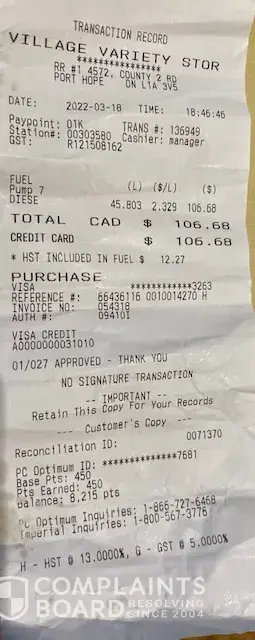 TRANSACTION RECORD
VILLAGE VARIETY STOR
****************
RR #1 4572, COUNTY 2 RD
PORT HOPE ON L1A 3V5
DATE: 2022-03-18 TIME: 18:46:46
Paypoint: 01K TRANS #: 136949
Station#: 00303580 Cashier: manager
GST: R121508162
FUEL
Pump 7 (L) ($/L) ($)
DIESE 45.803 2.329 106.68
TOTAL CAD $ 106.68
CREDIT CARD $ 106.68
* HST INCLUDED IN FUEL $ 12.27
PURCHASE
VISA ************3263
REFERENCE #: 66436116 0010014270 H
INVOICE NO: 054318
AUTH #: 094101
VISA CREDIT
A0000000031010
01/027 APPROVED - THANK YOU
NO SIGNATURE TRANSACTION
-- IMPORTANT --
Retain This Copy For Your Records
--- Customer's Copy ---
Reconciliation ID: 0071370
PC Optimum ID: **************7681
Base Pts: 450
Pts Earned: 450
balance: 8,215 pts
PC Optimum Inquiries: 1-866-727-6468
Imperial Inquiries: 1-800-567-3776
H - HST @ 13.0000%, G - GST @ 5.0000%
COMPLAINTS
BOARD RESOLVING
SINCE 2004